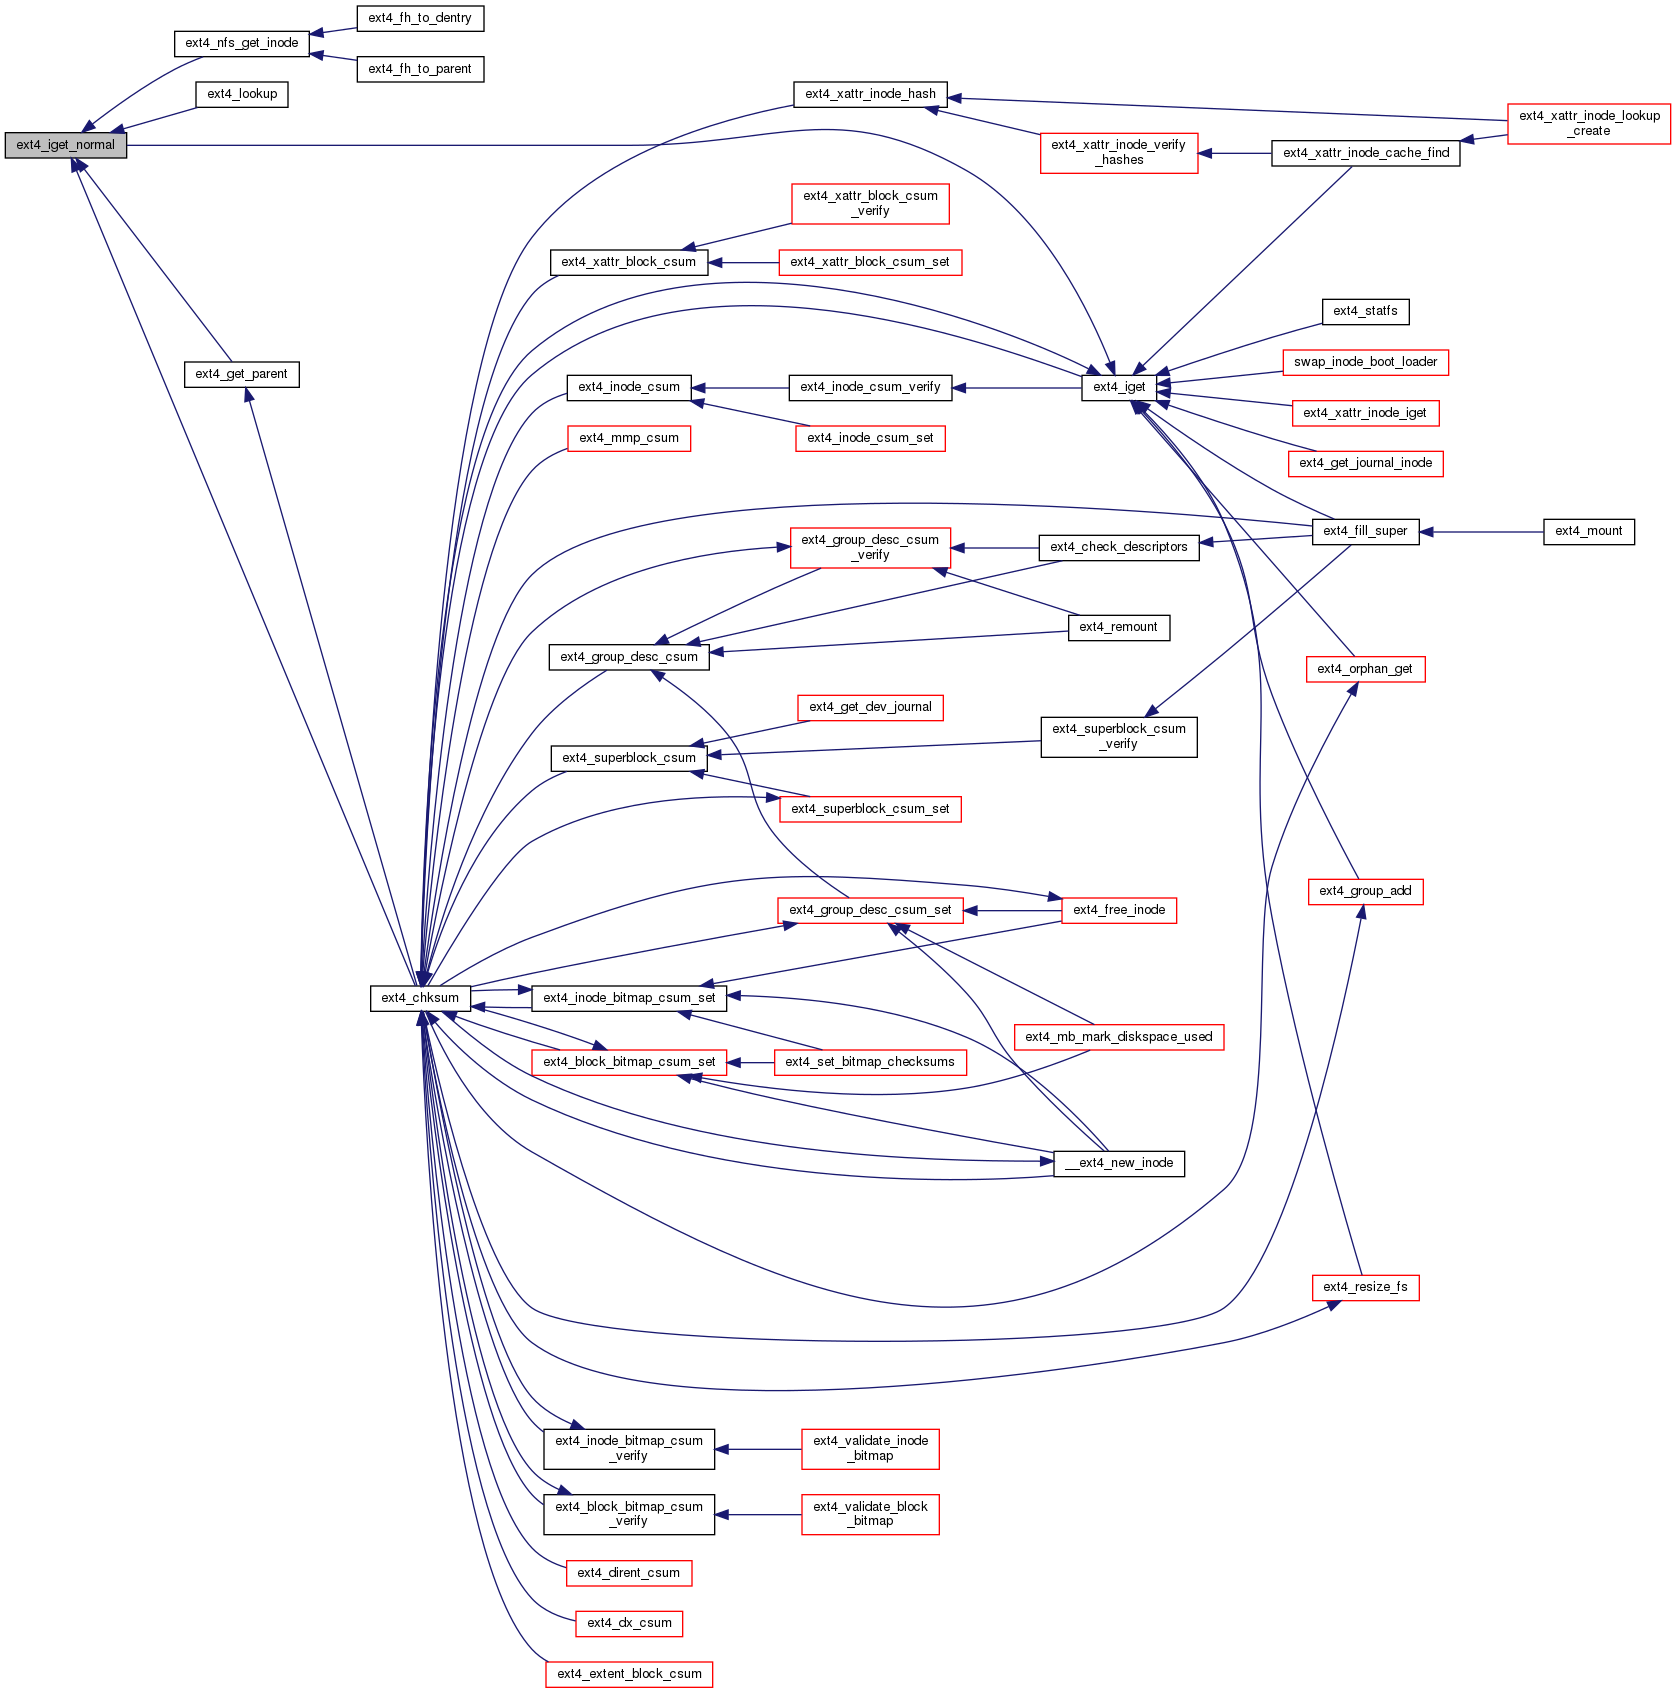 ext4_fh_to_dentry
ext4_nfs_get_inode
ext4_fh_to_parent
ext4_lookup
ext4_xattr_inode_hash
ext4_xattr_inode_lookup
_create
ext4_iget_normal
ext4_xattr_inode_verify
_hashes
ext4_xattr_inode_cache_find
ext4_xattr_block_csum
_verify
ext4_xattr_block_csum
ext4_xattr_block_csum_set
ext4_statfs
swap_inode_boot_loader
ext4_get_parent
ext4_inode_csum
ext4_inode_csum_verify
ext4_iget
ext4_xattr_inode_iget
ext4_mmp_csum
ext4_inode_csum_set
ext4_get_journal_inode
ext4_group_desc_csum
_verify
ext4_check_descriptors
ext4_fill_super
ext4_mount
ext4_remount
ext4_group_desc_csum
ext4_orphan_get
ext4_get_dev_journal
ext4_superblock_csum
_verify
ext4_superblock_csum
ext4_superblock_csum_set
ext4_group_add
ext4_group_desc_csum_set
ext4_free_inode
ext4_chksum
ext4_inode_bitmap_csum_set
ext4_mb_mark_diskspace_used
ext4_block_bitmap_csum_set
ext4_set_bitmap_checksums
__ext4_new_inode
ext4_resize_fs
ext4_inode_bitmap_csum
_verify
ext4_validate_inode
_bitmap
ext4_block_bitmap_csum
_verify
ext4_validate_block
_bitmap
ext4_dirent_csum
ext4_dx_csum
ext4_extent_block_csum